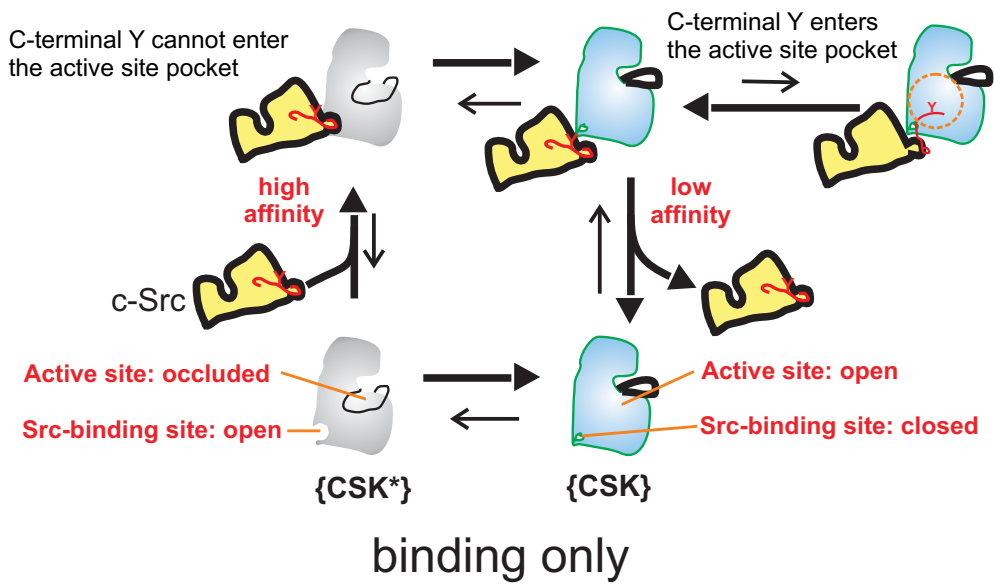 C-terminal Y cannot enter
the active site pocket
C-terminal Y enters
the active site pocket
Y
Y
Y
high
affinity
low
affinity
c-Src
Y
Y
Active site: occluded
Active site: open
Src-binding site: open
Src-binding site: closed
{CSK*}
{CSK}
binding only